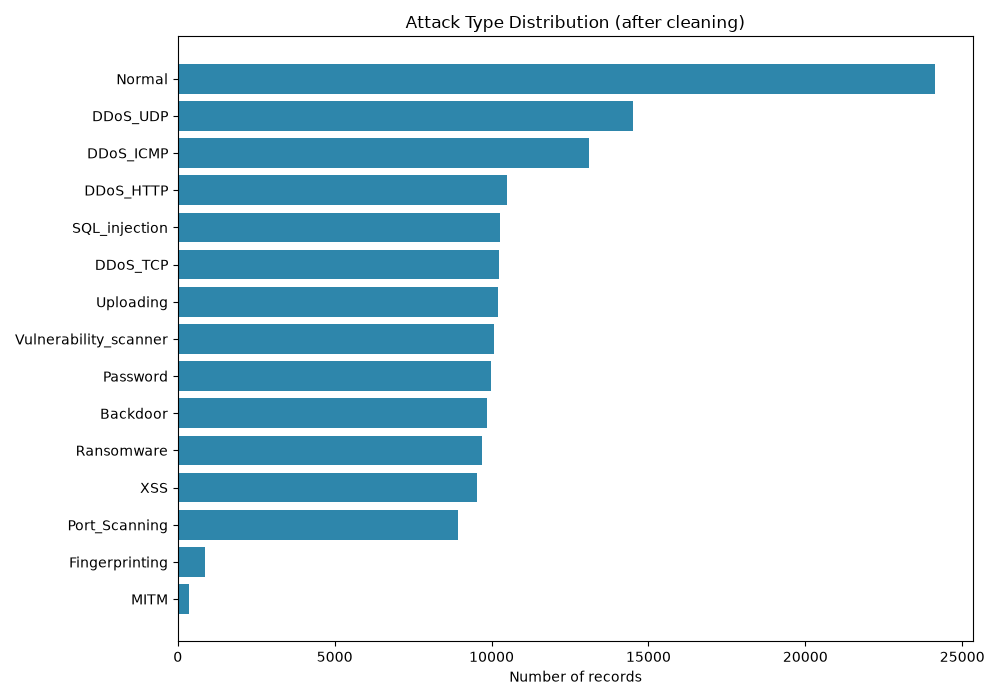 Attack Type Distribution (after cleaning)
Normal
DDoS_UDP
DDoS_ICMP
DDoS_HTTP
SQL_injection
DDoS_TCP
Uploading
Vulnerability_scanner
Password
Backdoor
Ransomware
XSS
Port_Scanning
Fingerprinting
MITM
0 5000 10000 15000 20000 25000
Number of records